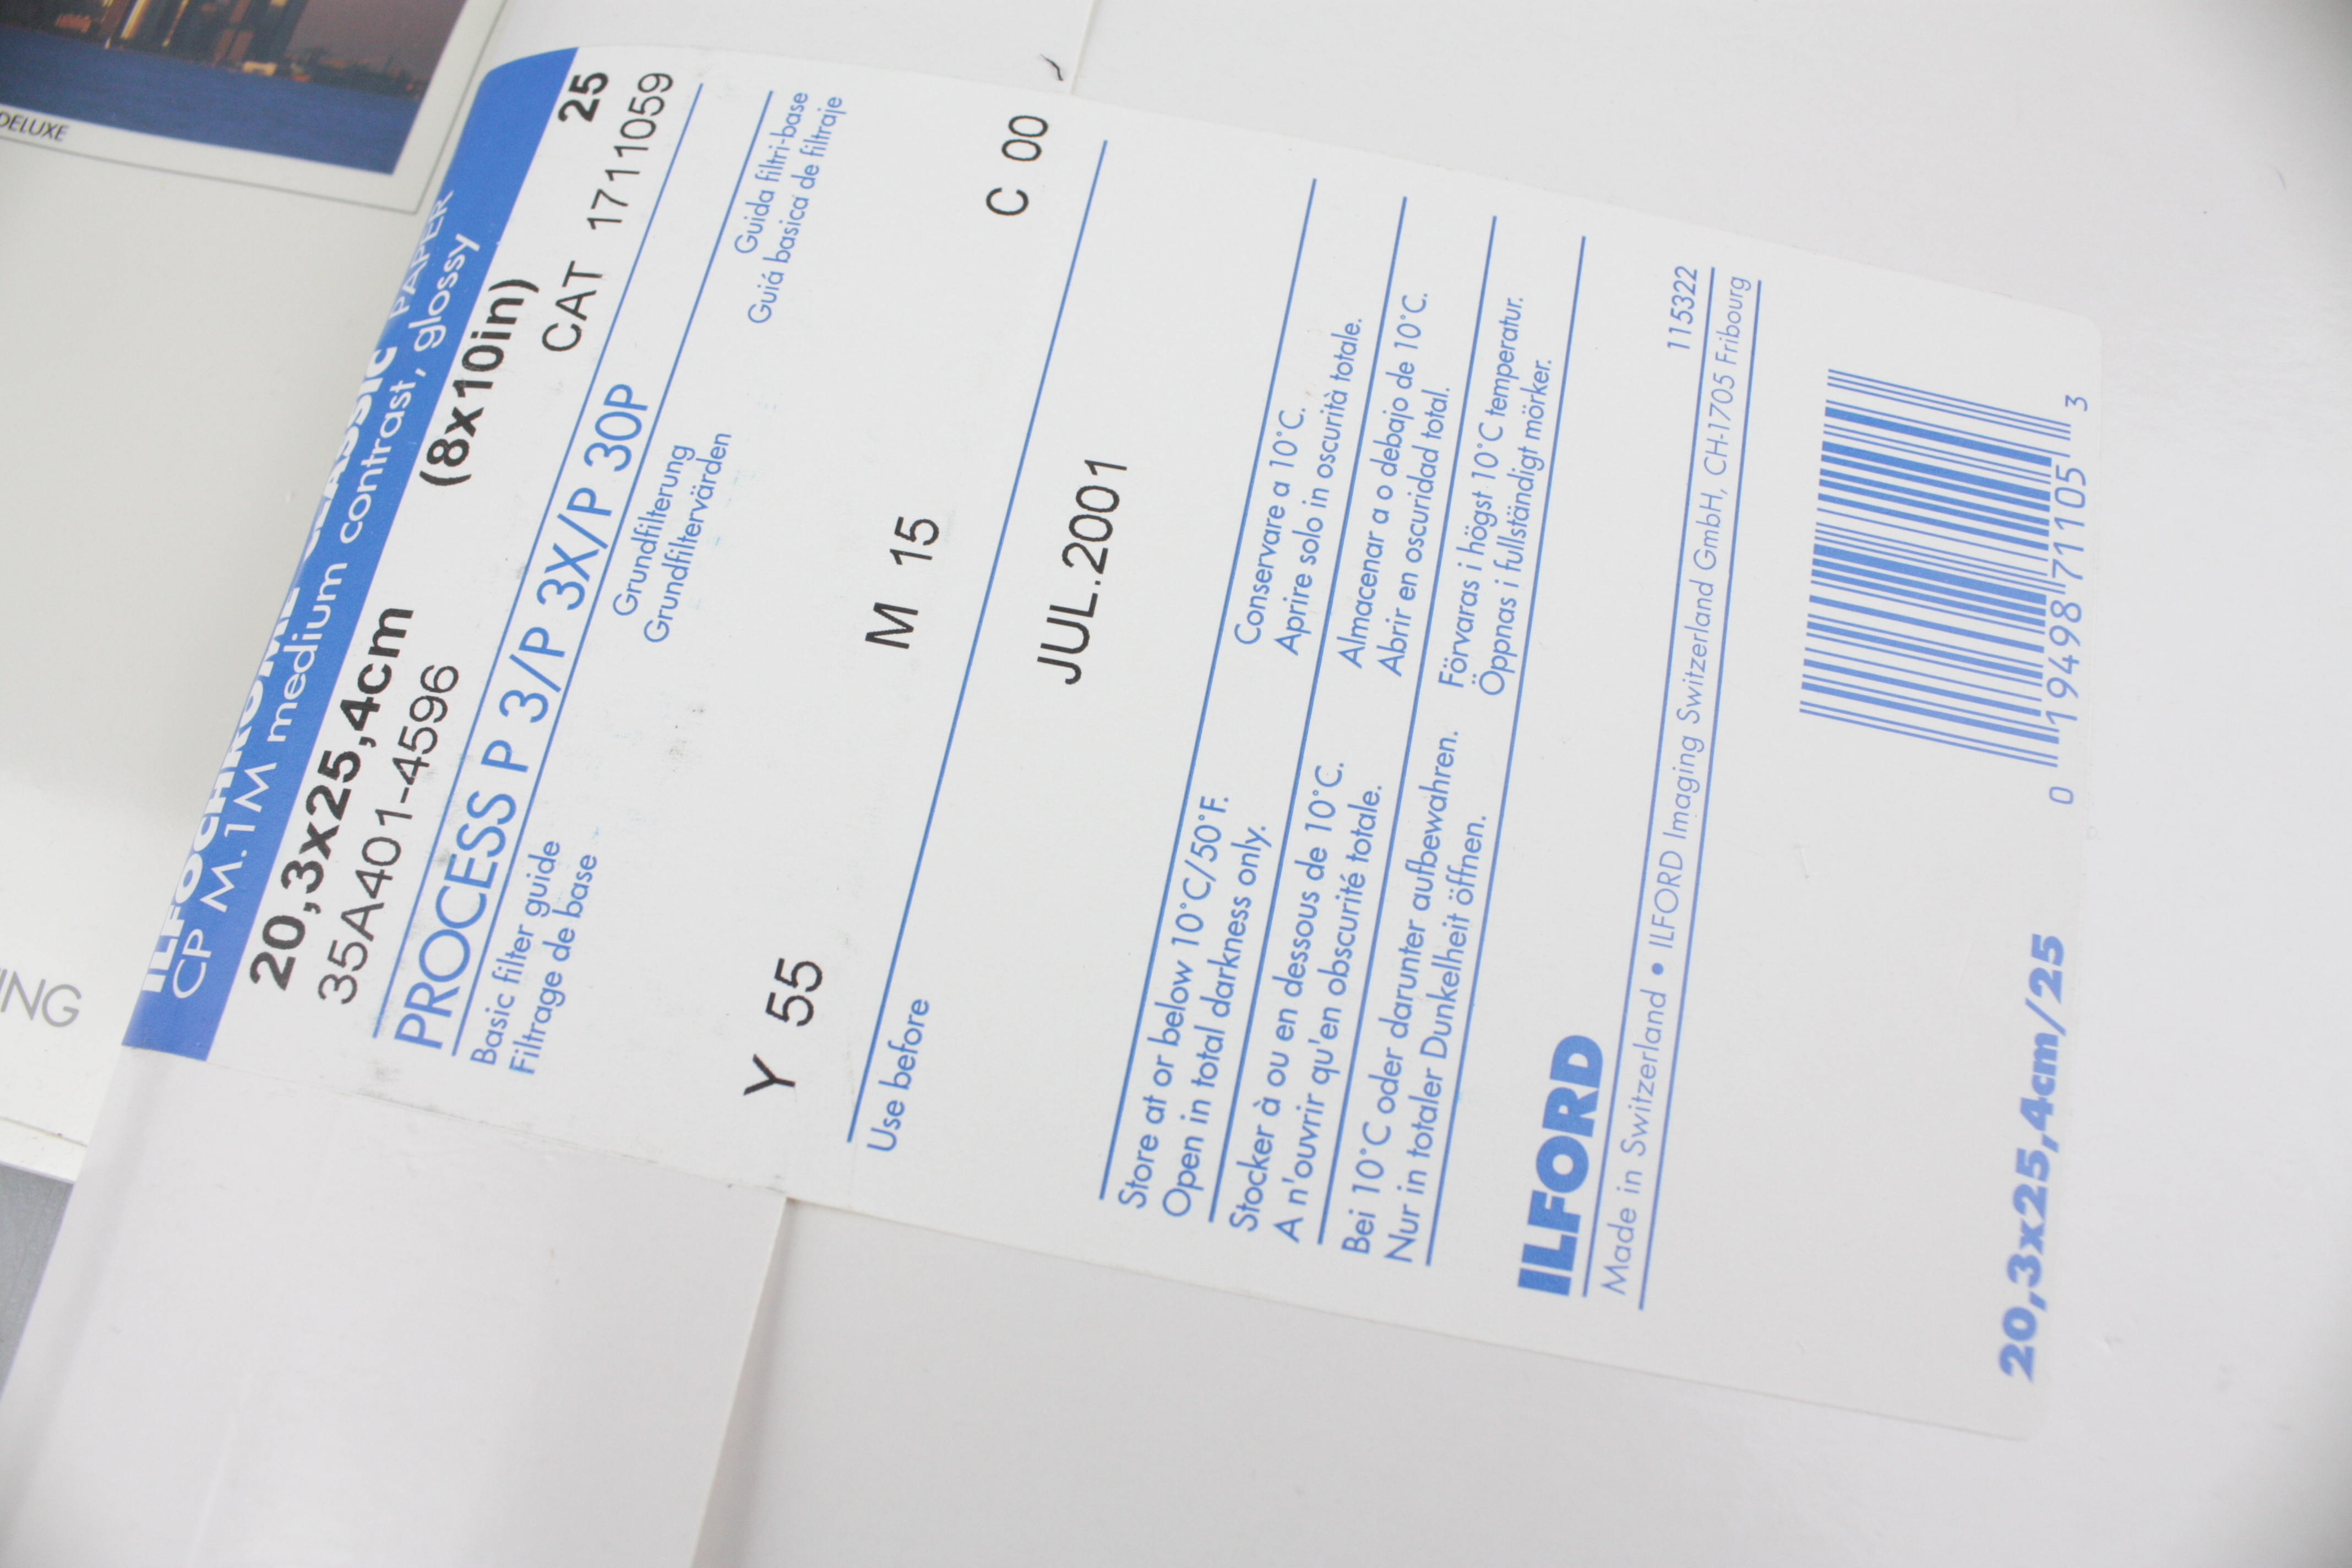 DELUXE
ING
ILFOCHROME CLASSIC PAPER
CP M.1M medium contrast, glossy
20,3x25,4cm (8x10in) 25
35A401-4596 CAT 1711059
PROCESS P 3/P 3X/P 30P
Basic filter guide Grundfilterung Guida filtri-base
Filtrage de base Grundfiltervärden Guiá basica de filtraje
Y 55 M 15 C 00
Use before JUL.2001
Store at or below 10°C/50°F. Conservare a 10°C.
Open in total darkness only. Aprire solo in oscurità totale.
Stocker à ou en dessous de 10°C. Almacenar a o debajo de 10°C.
A n'ouvrir qu'en obscurité totale. Abrir en oscuridad total.
Bei 10°C oder darunter aufbewahren. Förvaras i högst 10°C temperatur.
Nur in totaler Dunkelheit öffnen. Öppnas i fullständigt mörker.
ILFORD 115322
Made in Switzerland • ILFORD Imaging Switzerland GmbH, CH-1705 Fribourg
0 19498 71105 3
20,3x25,4cm/25